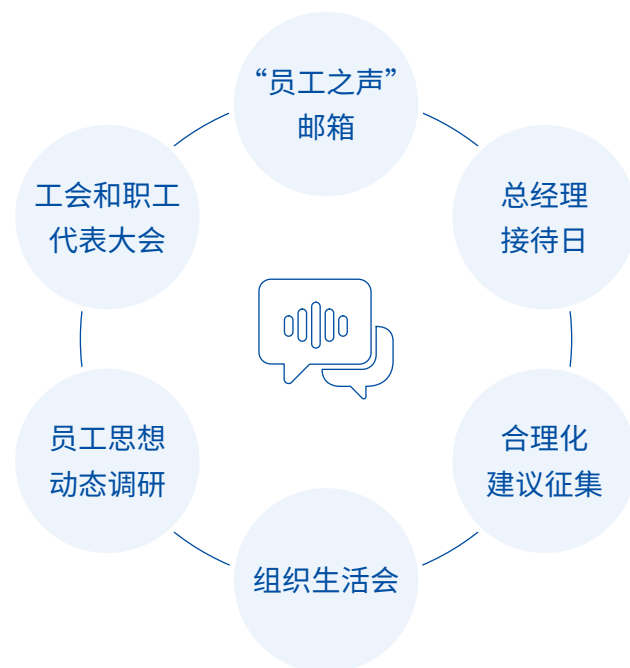 “员工之声”
邮箱
工会和职工
代表大会
总经理
接待日
员工思想
动态调研
合理化
建议征集
组织生活会